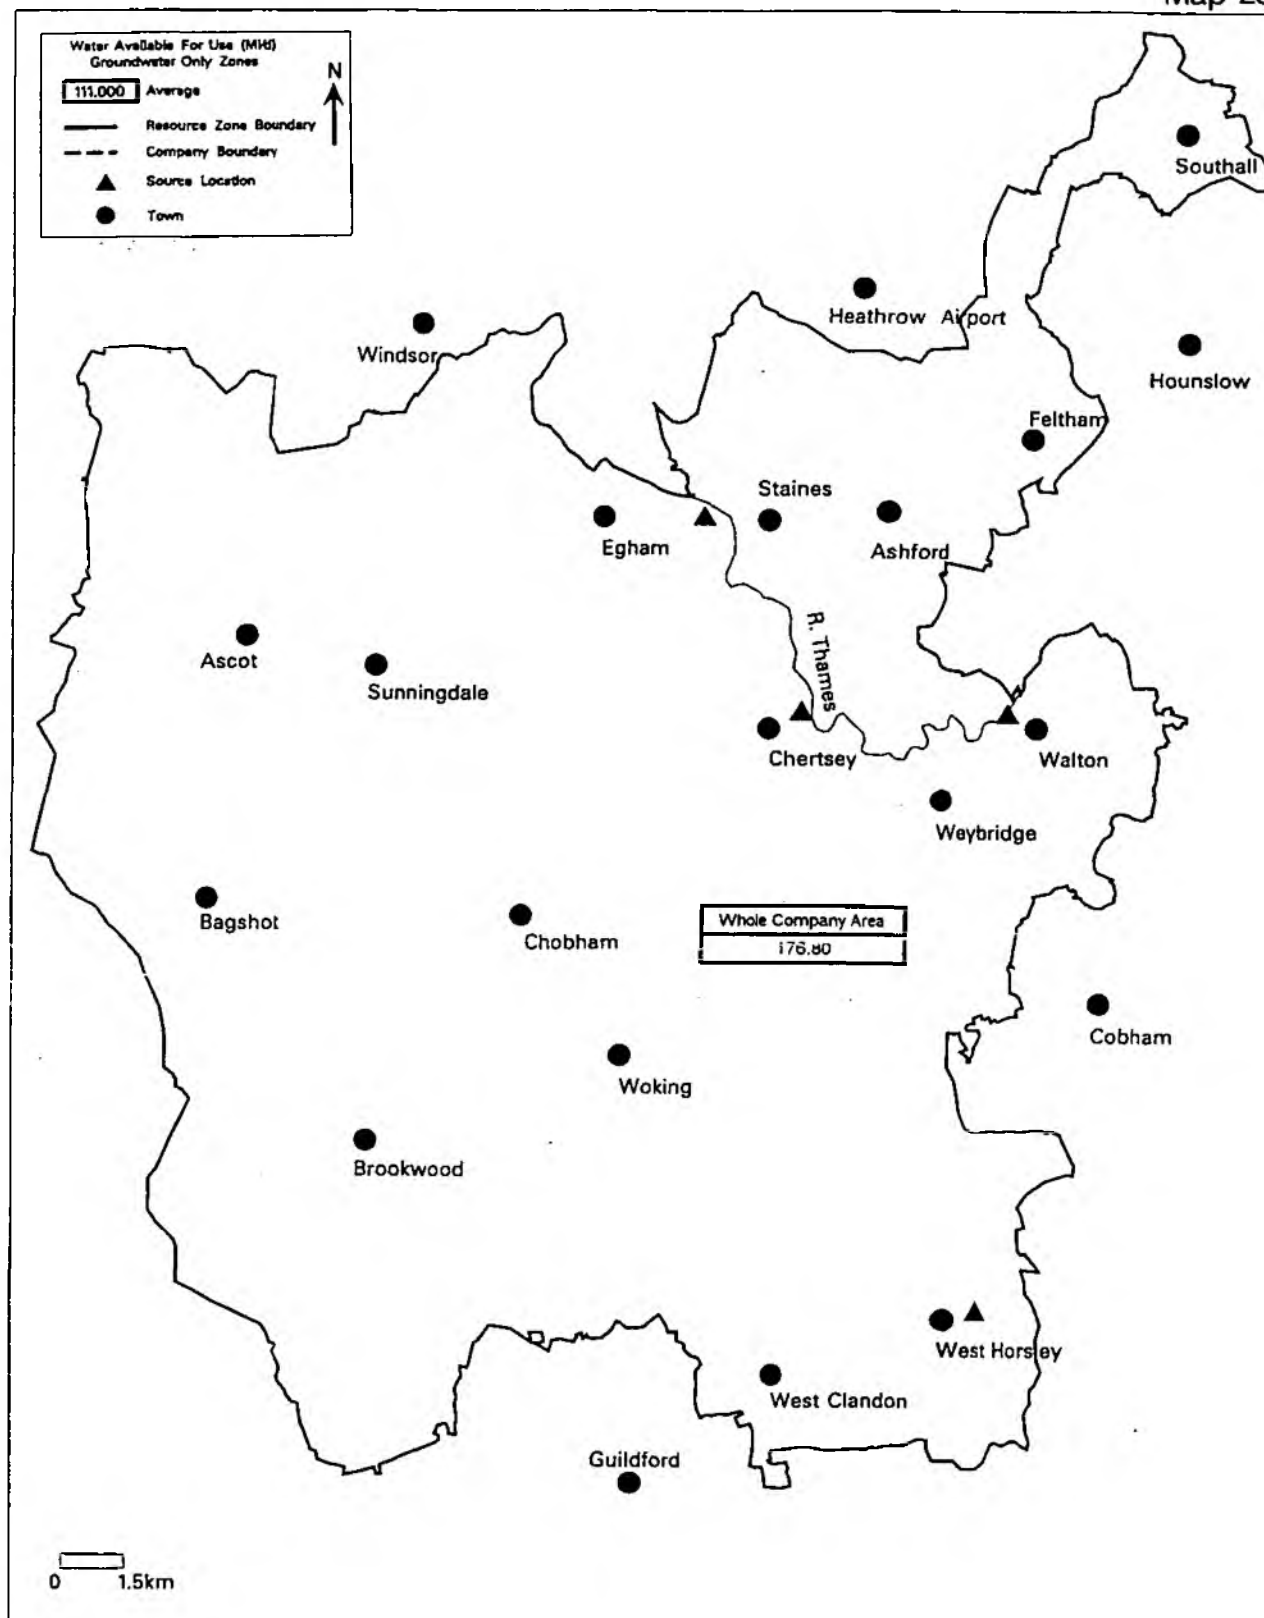 Water Available For Use (Ml/d)
Groundwater Only Zones
111.000 Average
Resource Zone Boundary
Company Boundary
Source Location
Town
N
Southall
Heathrow Airport
Windsor
Hounslow
Feltham
Staines
Egham
Ashford
R. Thames
Ascot
Sunningdale
Chertsey
Walton
Weybridge
Bagshot
Chobham
Whole Company Area
176.80
Cobham
Woking
Brookwood
West Horsley
West Clandon
Guildford
0 1.5km